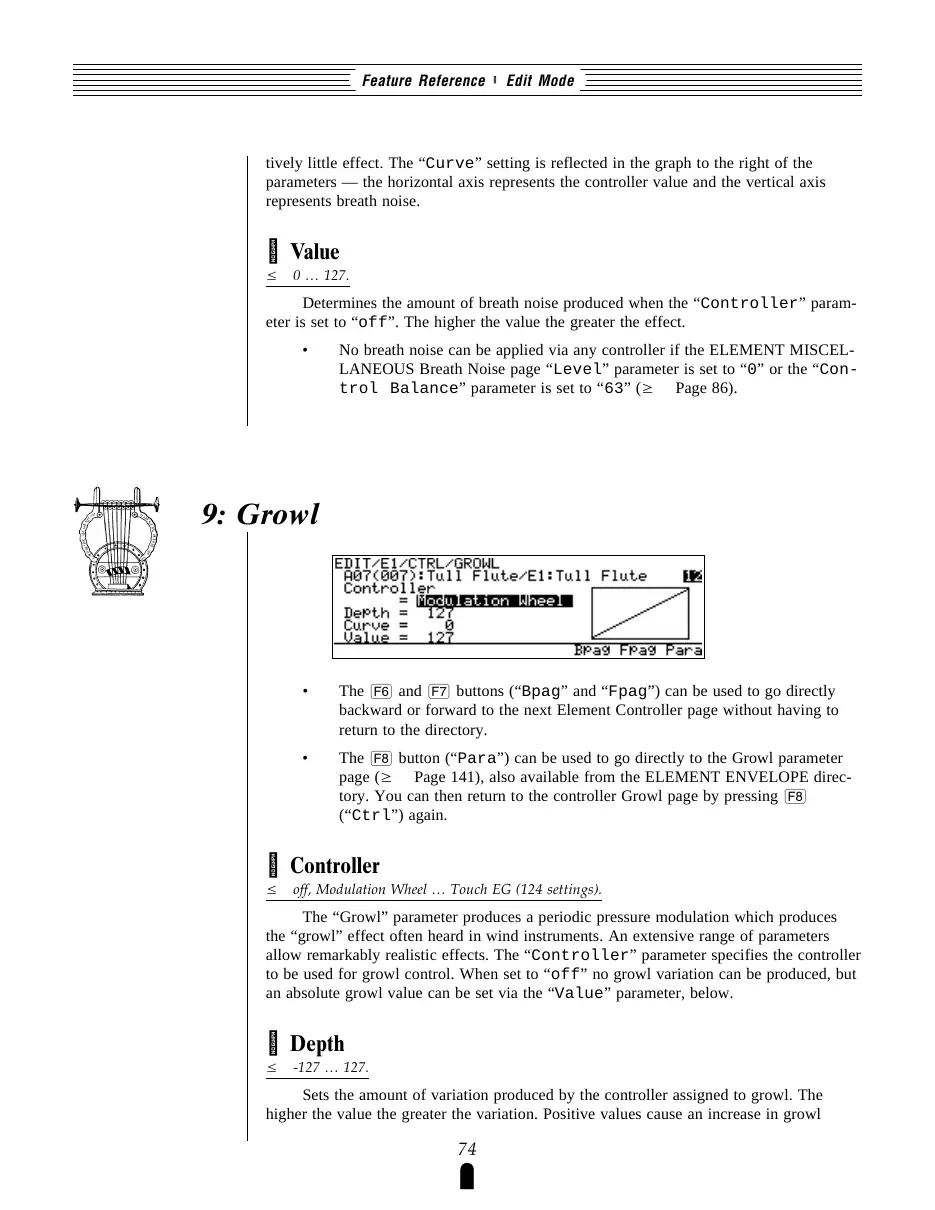 Feature Reference Edit Mode
tively little effect. The “Curve” setting is reflected in the graph to the right of the
parameters — the horizontal axis represents the controller value and the vertical axis
represents breath noise.
Value
≤ 0 … 127.
Determines the amount of breath noise produced when the “Controller” param-
eter is set to “off”. The higher the value the greater the effect.
• No breath noise can be applied via any controller if the ELEMENT MISCEL-
LANEOUS Breath Noise page “Level” parameter is set to “0” or the “Con-
trol Balance” parameter is set to “63” (≥ Page 86).
9: Growl
EDIT/E1/CTRL/GROWL
A07(007):Tull Flute/E1:Tull Flute 12
Controller
= Modulation Wheel
Depth = 127
Curve = 0
Value = 127
Bpag Fpag Para
• The F6 and F7 buttons (“Bpag” and “Fpag”) can be used to go directly
backward or forward to the next Element Controller page without having to
return to the directory.
• The F8 button (“Para”) can be used to go directly to the Growl parameter
page (≥ Page 141), also available from the ELEMENT ENVELOPE direc-
tory. You can then return to the controller Growl page by pressing F8
(“Ctrl”) again.
Controller
≤ off, Modulation Wheel … Touch EG (124 settings).
The “Growl” parameter produces a periodic pressure modulation which produces
the “growl” effect often heard in wind instruments. An extensive range of parameters
allow remarkably realistic effects. The “Controller” parameter specifies the controller
to be used for growl control. When set to “off” no growl variation can be produced, but
an absolute growl value can be set via the “Value” parameter, below.
Depth
≤ -127 … 127.
Sets the amount of variation produced by the controller assigned to growl. The
higher the value the greater the variation. Positive values cause an increase in growl
74